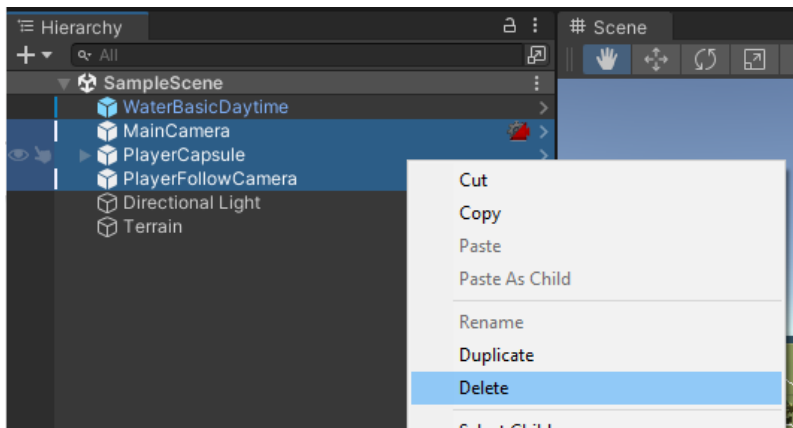 Hierarchy
All
SampleScene
WaterBasicDaytime
MainCamera
PlayerCapsule
PlayerFollowCamera
Directional Light
Terrain
# Scene
Cut
Copy
Paste
Paste As Child
Rename
Duplicate
Delete